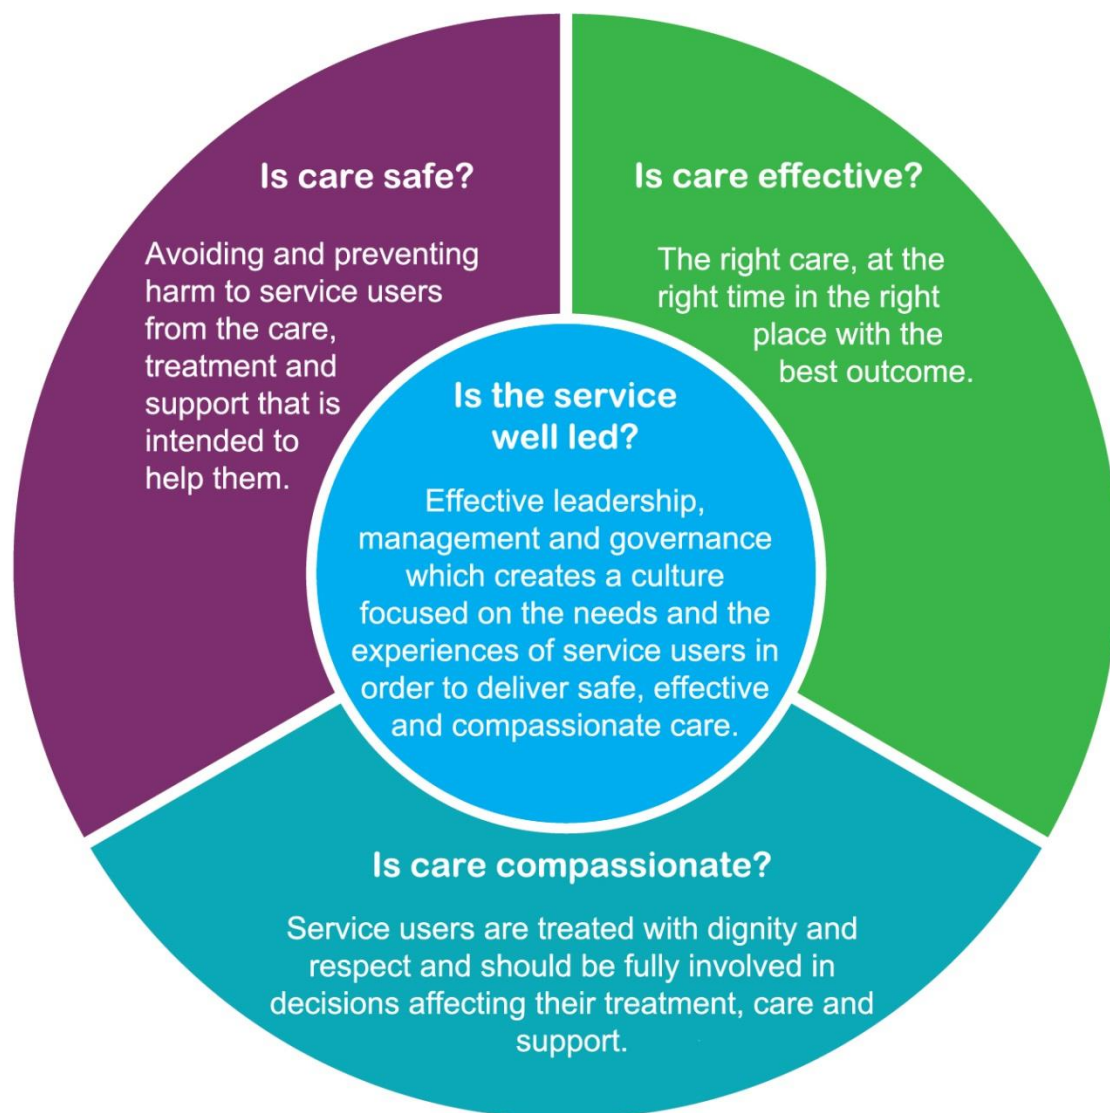 Is care safe?
Avoiding and preventing
harm to service users
from the care,
treatment and
support that is
intended to
help them.
Is care effective?
The right care, at the
right time in the right
place with the
best outcome.
Is the service
well led?
Effective leadership,
management and governance
which creates a culture
focused on the needs and the
experiences of service users in
order to deliver safe, effective
and compassionate care.
Is care compassionate?
Service users are treated with dignity and
respect and should be fully involved in
decisions affecting their treatment, care and
support.